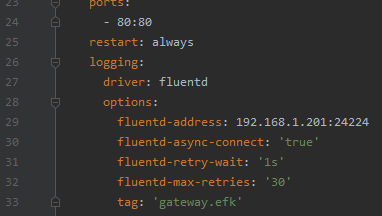 23 ports:
24 - 80:80
25 restart: always
26 logging:
27 driver: fluentd
28 options:
29 fluentd-address: 192.168.1.201:24224
30 fluentd-async-connect: 'true'
31 fluentd-retry-wait: '1s'
32 fluentd-max-retries: '30'
33 tag: 'gateway.efk'